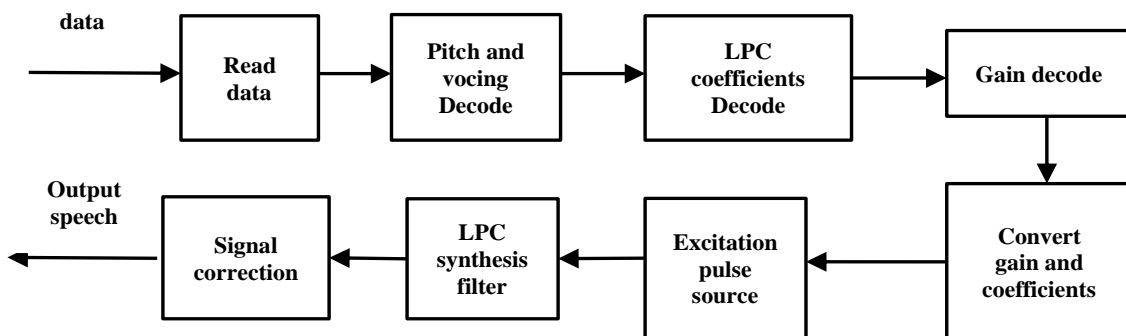 data
Read
data
Pitch and
vocing
Decode
LPC
coefficients
Decode
Gain decode
Output
speech
Signal
correction
LPC
synthesis
filter
Excitation
pulse
source
Convert
gain and
coefficients